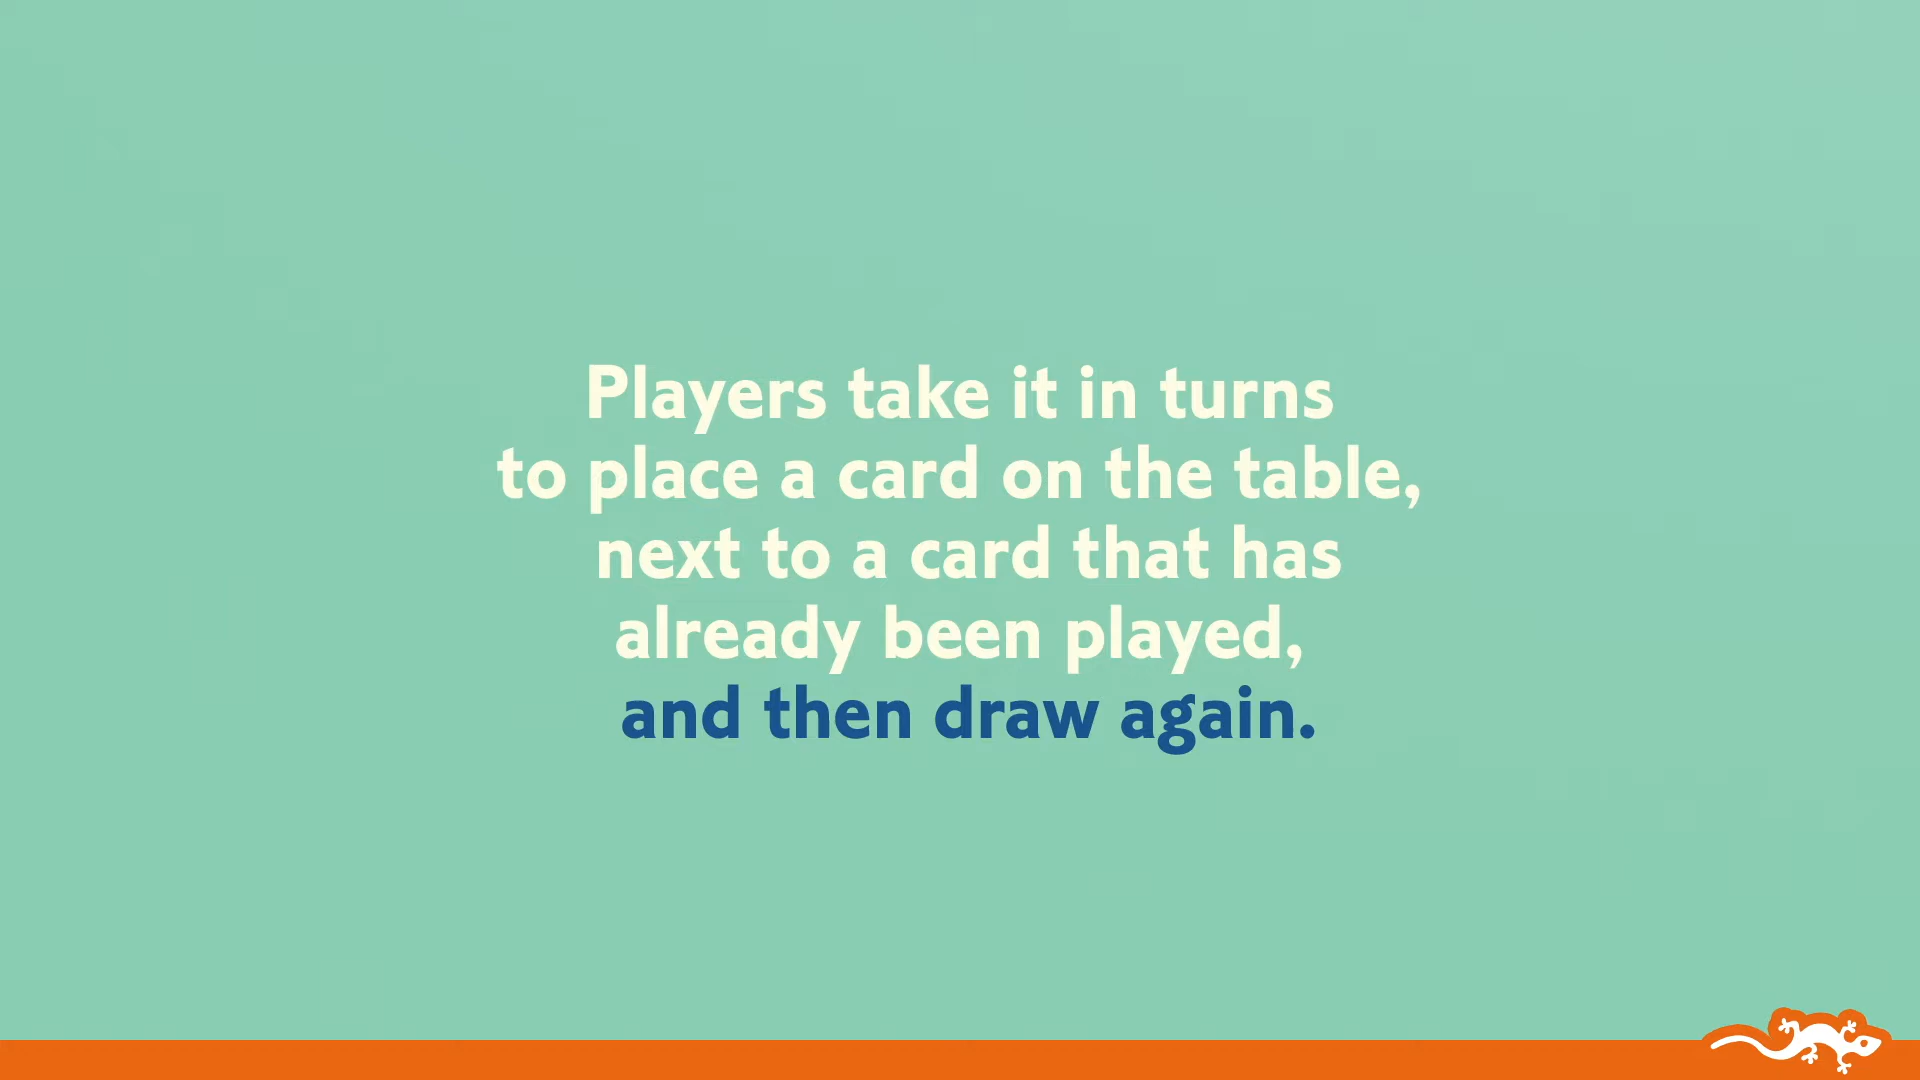 Players take it in turns
to place a card on the table,
next to a card that has
already been played,
and then draw again.